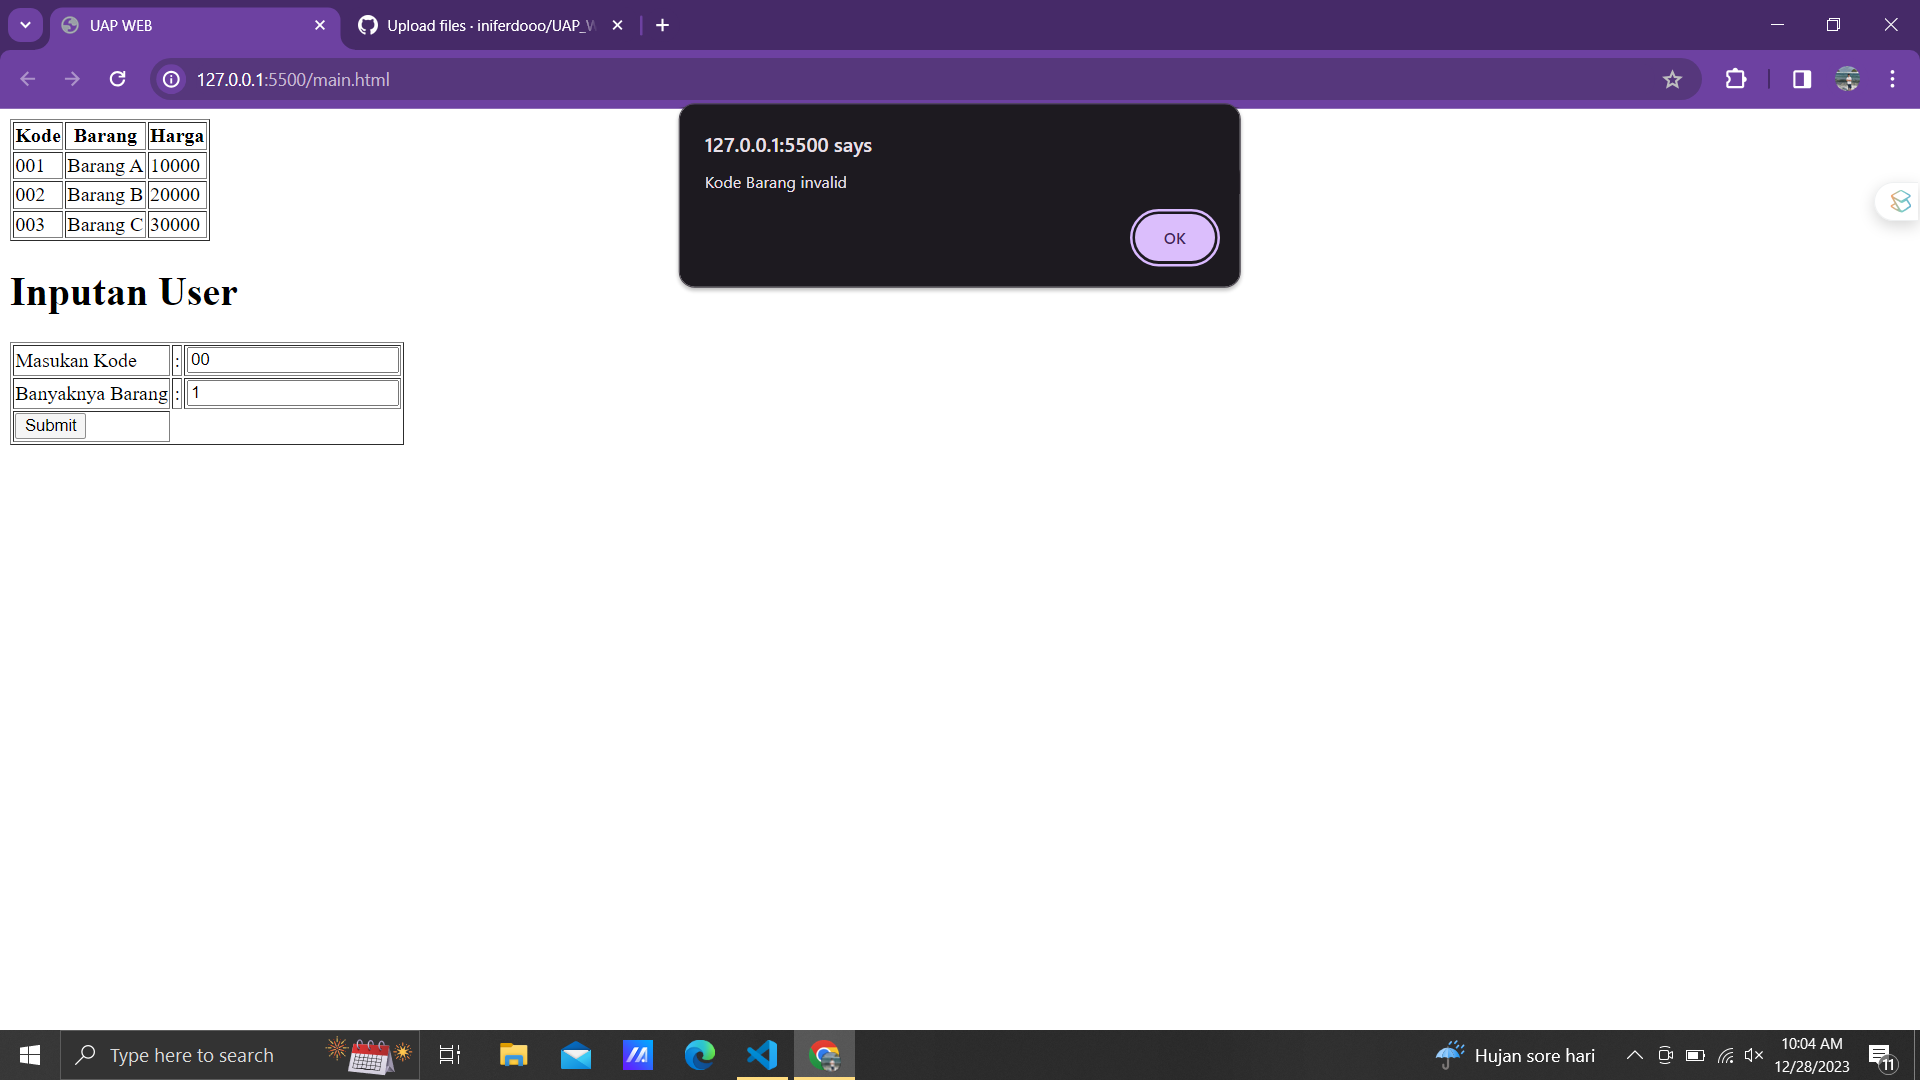 UAP WEB
Upload files · iniferdooo/UAP_W
127.0.0.1:5500/main.html
Kode Barang Harga
001 Barang A 10000
002 Barang B 20000
003 Barang C 30000
127.0.0.1:5500 says
Kode Barang invalid
OK
Inputan User
Masukan Kode : 00
Banyaknya Barang : 1
Submit
Type here to search
Hujan sore hari
10:04 AM
12/28/2023
11